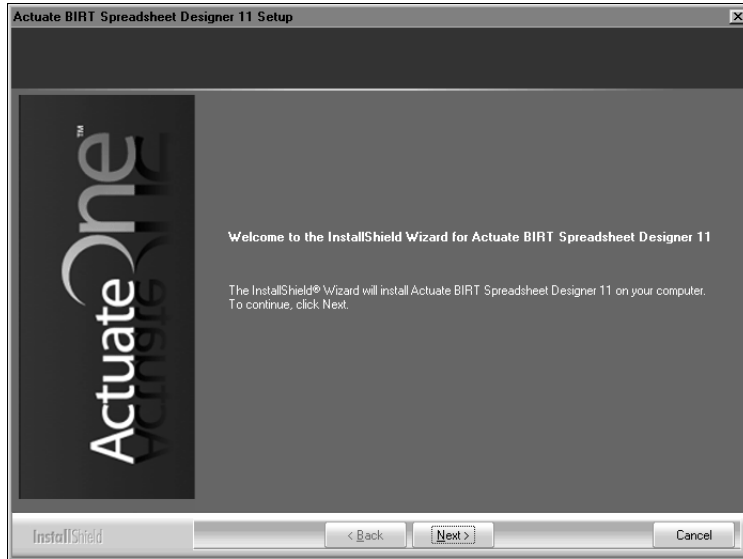 Actuate BIRT Spreadsheet Designer 11 Setup
ActuateOne™
Welcome to the InstallShield Wizard for Actuate BIRT Spreadsheet Designer 11
The InstallShield® Wizard will install Actuate BIRT Spreadsheet Designer 11 on your computer.
To continue, click Next.
InstallShield
< Back
Next >
Cancel